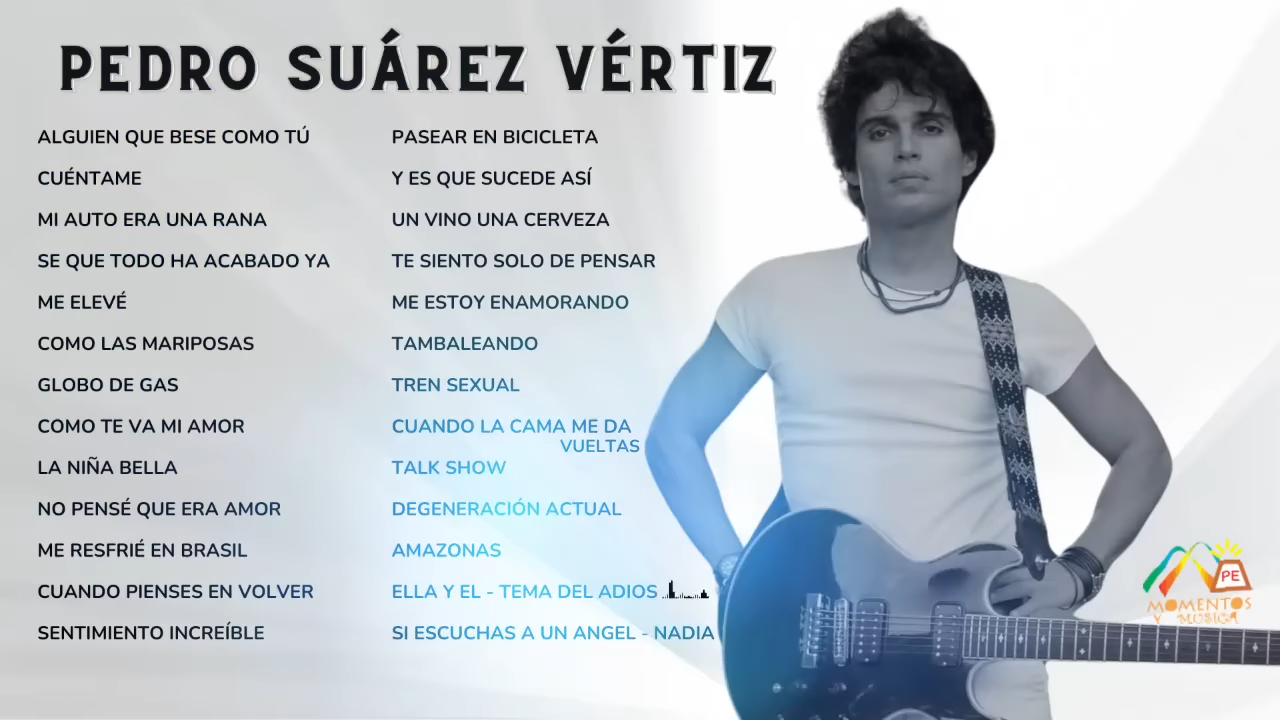 PEDRO SUÁREZ VÉRTIZ
ALGUIEN QUE BESE COMO TÚ
CUÉNTAME
MI AUTO ERA UNA RANA
SE QUE TODO HA ACABADO YA
ME ELEVÉ
COMO LAS MARIPOSAS
GLOBO DE GAS
COMO TE VA MI AMOR
LA NIÑA BELLA
NO PENSÉ QUE ERA AMOR
ME RESFRIÉ EN BRASIL
CUANDO PIENSES EN VOLVER
SENTIMIENTO INCREÍBLE
PASEAR EN BICICLETA
Y ES QUE SUCEDE ASÍ
UN VINO UNA CERVEZA
TE SIENTO SOLO DE PENSAR
ME ESTOY ENAMORANDO
TAMBALEANDO
TREN SEXUAL
CUANDO LA CAMA ME DA
VUELTAS
TALK SHOW
DEGENERACIÓN ACTUAL
AMAZONAS
ELLA Y EL - TEMA DEL ADIOS
SI ESCUCHAS A UN ANGEL - NADIA
PE
MOMENTOS
Y MÚSICA